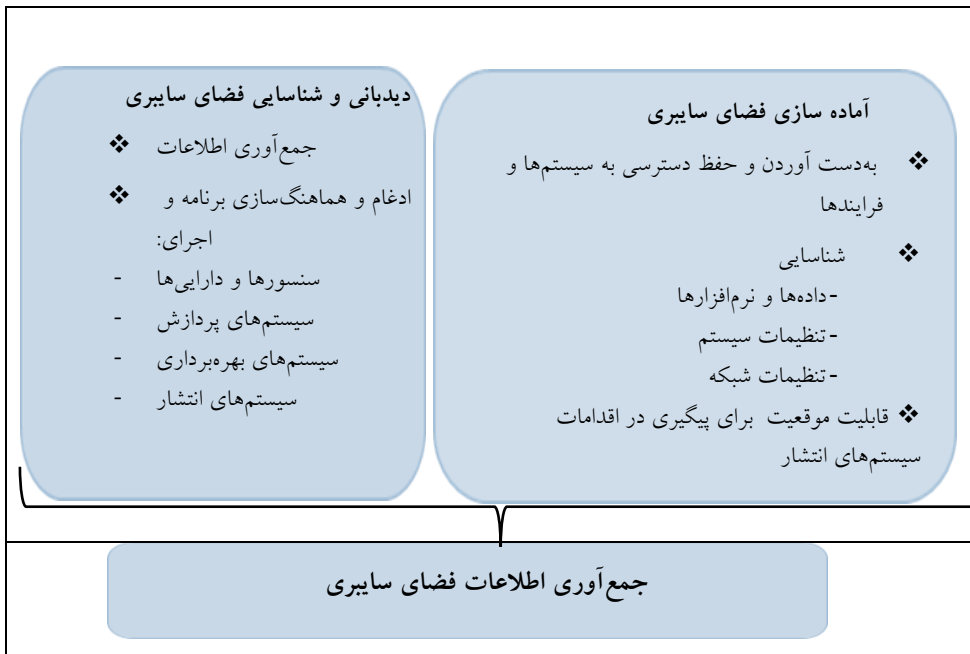 آماده سازی فضای سایبری
❖ به‌دست آوردن و حفظ دسترسی به سیستم‌ها و
فرایندها
❖ شناسایی
-داده‌ها و نرم‌افزارها
-تنظیمات سیستم
-تنظیمات شبکه
❖ قابلیت موقعیت برای پیگیری در اقدامات
سیستم‌های انتشار
دیدبانی و شناسایی فضای سایبری
❖ جمع‌آوری اطلاعات
❖ ادغام و هماهنگ‌سازی برنامه و
اجرای:
- سنسورها و دارایی‌ها
- سیستم‌های پردازش
- سیستم‌های بهره‌برداری
- سیستم‌های انتشار
جمع‌آوری اطلاعات فضای سایبری